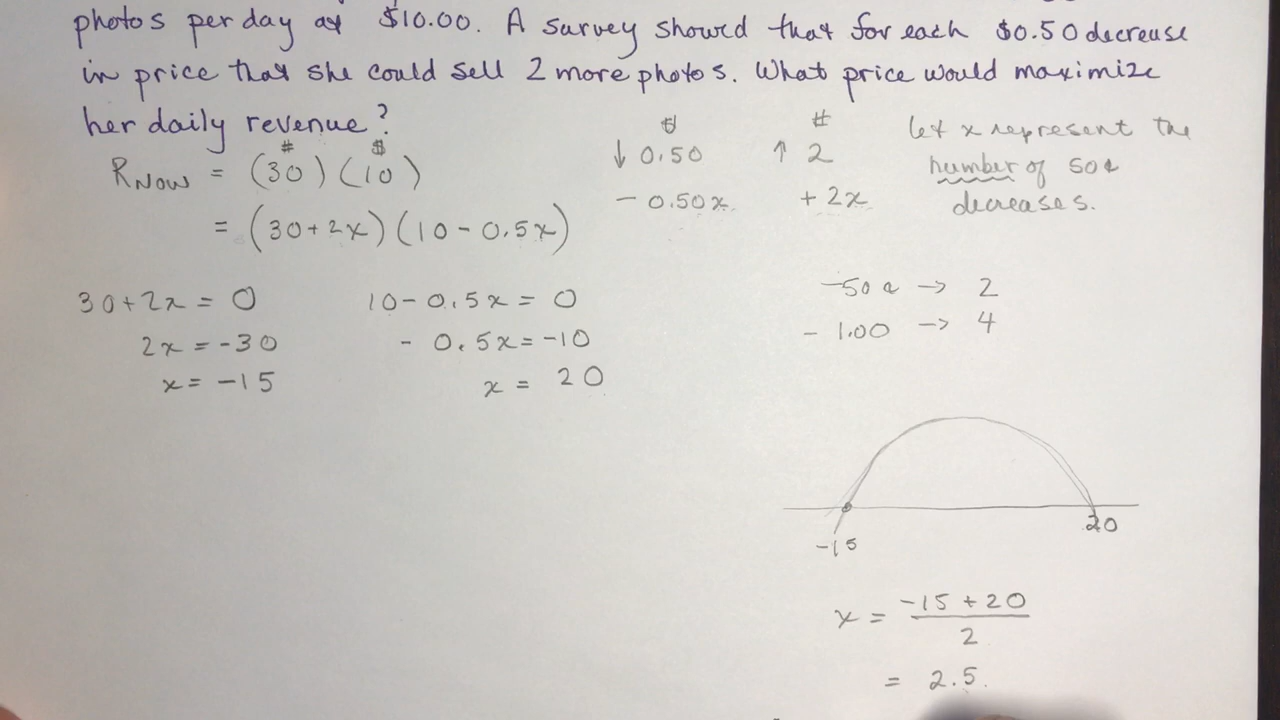 photos per day at $10.00. A survey showed that for each $0.50 decrease
in price that she could sell 2 more photos. What price would maximize
her daily revenue?
# $
R NOW = (30)(10)
= (30+2x)(10-0.5x)
$ #
↓ 0.50 ↑ 2
- 0.50x +2x
let x represent the
number of 50¢
decreases.
30+2x = 0
2x = -30
x = -15
10-0.5x = 0
- 0.5x = -10
x = 20
-50¢ -> 2
- 1.00 -> 4
-15 20
x = -15 + 20
2
= 2.5